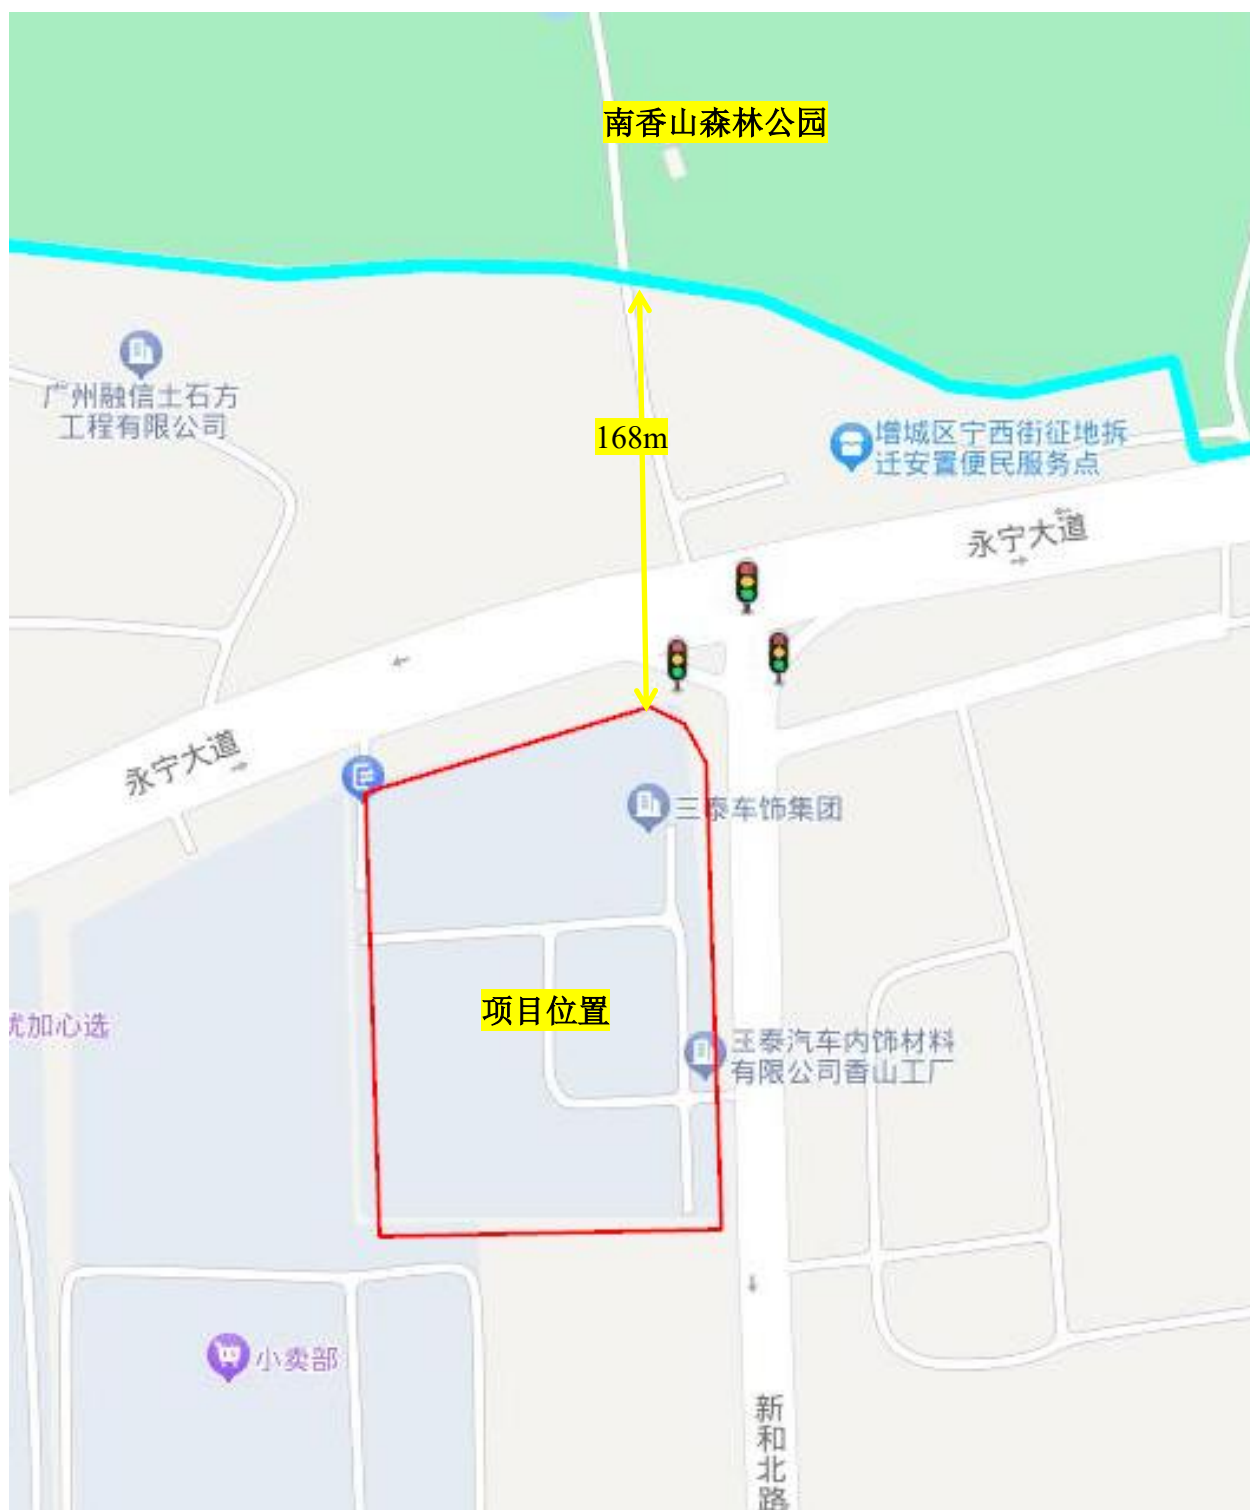 南香山森林公园
广州融信土石方
工程有限公司
168m
增城区宁西街征地拆
迁安置便民服务点
永宁大道
永宁大道
三泰车饰集团
项目位置
优加心选
王泰汽车内饰材料
有限公司香山工厂
小卖部
新和北路